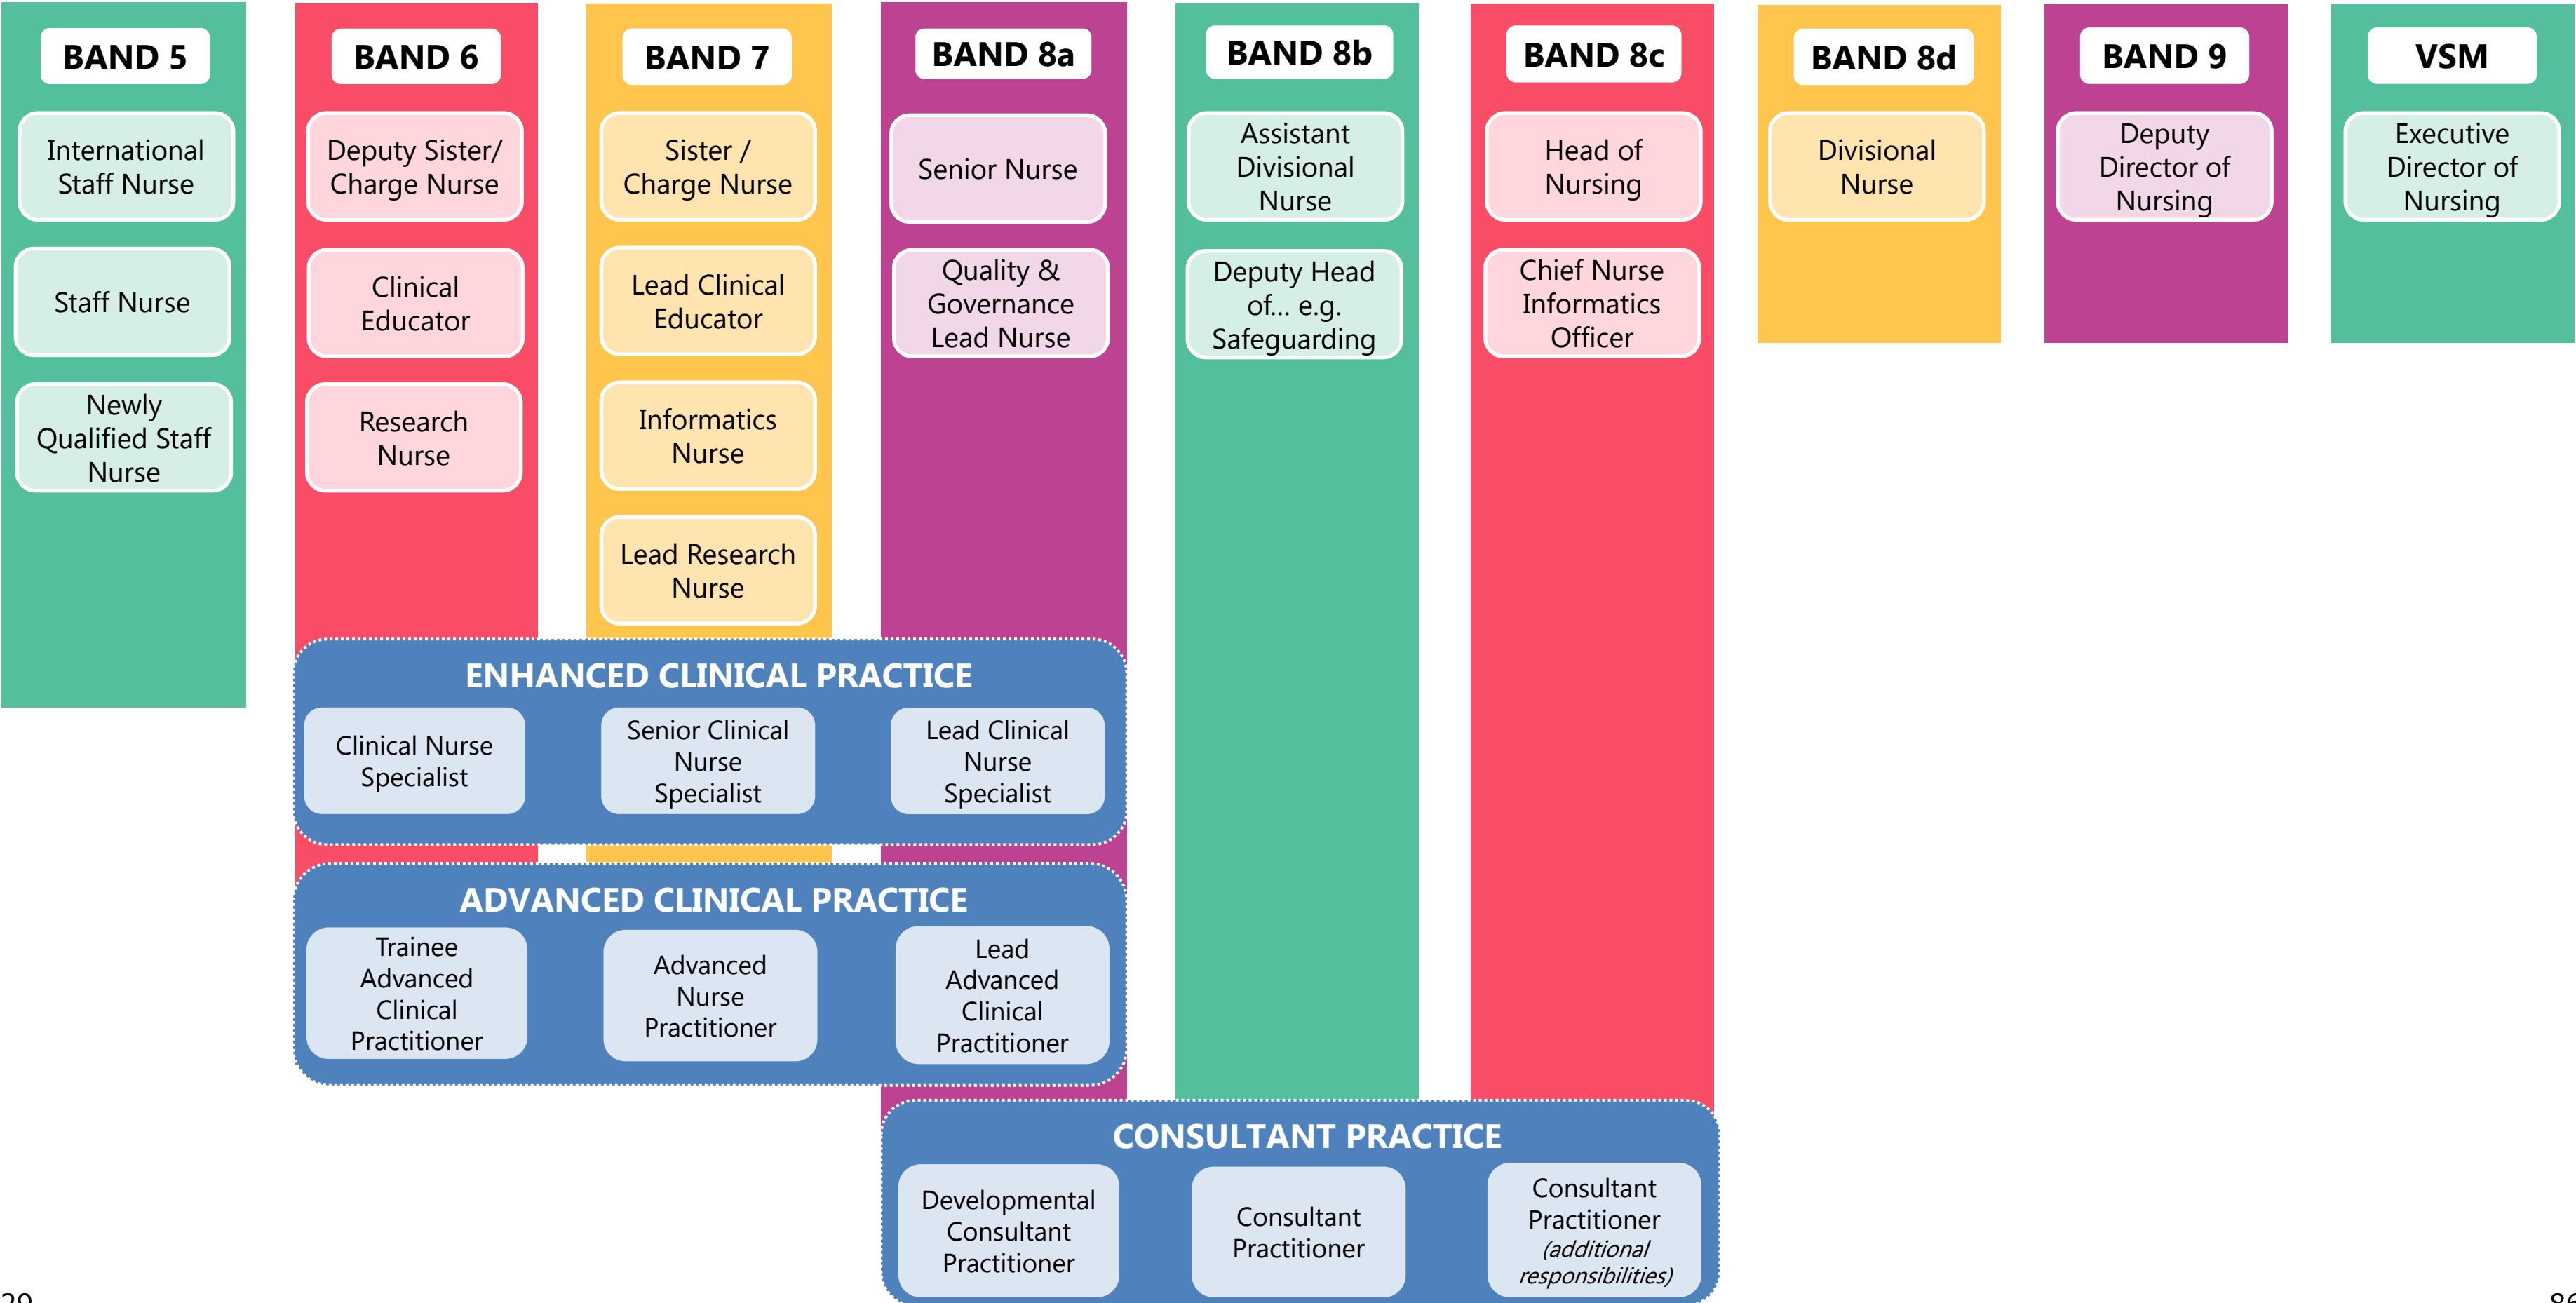 BAND 5
International
Staff Nurse
Staff Nurse
Newly
Qualified Staff
Nurse
BAND 6
Deputy Sister/
Charge Nurse
Clinical
Educator
Research
Nurse
BAND 7
Sister /
Charge Nurse
Lead Clinical
Educator
Informatics
Nurse
Lead Research
Nurse
BAND 8a
Senior Nurse
Quality &
Governance
Lead Nurse
BAND 8b
Assistant
Divisional
Nurse
Deputy Head
of... e.g.
Safeguarding
BAND 8c
Head of
Nursing
Chief Nurse
Informatics
Officer
BAND 8d
Divisional
Nurse
BAND 9
Deputy
Director of
Nursing
VSM
Executive
Director of
Nursing
ENHANCED CLINICAL PRACTICE
Clinical Nurse
Specialist
Senior Clinical
Nurse
Specialist
Lead Clinical
Nurse
Specialist
ADVANCED CLINICAL PRACTICE
Trainee
Advanced
Clinical
Practitioner
Advanced
Nurse
Practitioner
Lead
Advanced
Clinical
Practitioner
CONSULTANT PRACTICE
Developmental
Consultant
Practitioner
Consultant
Practitioner
Consultant
Practitioner
(additional
responsibilities)